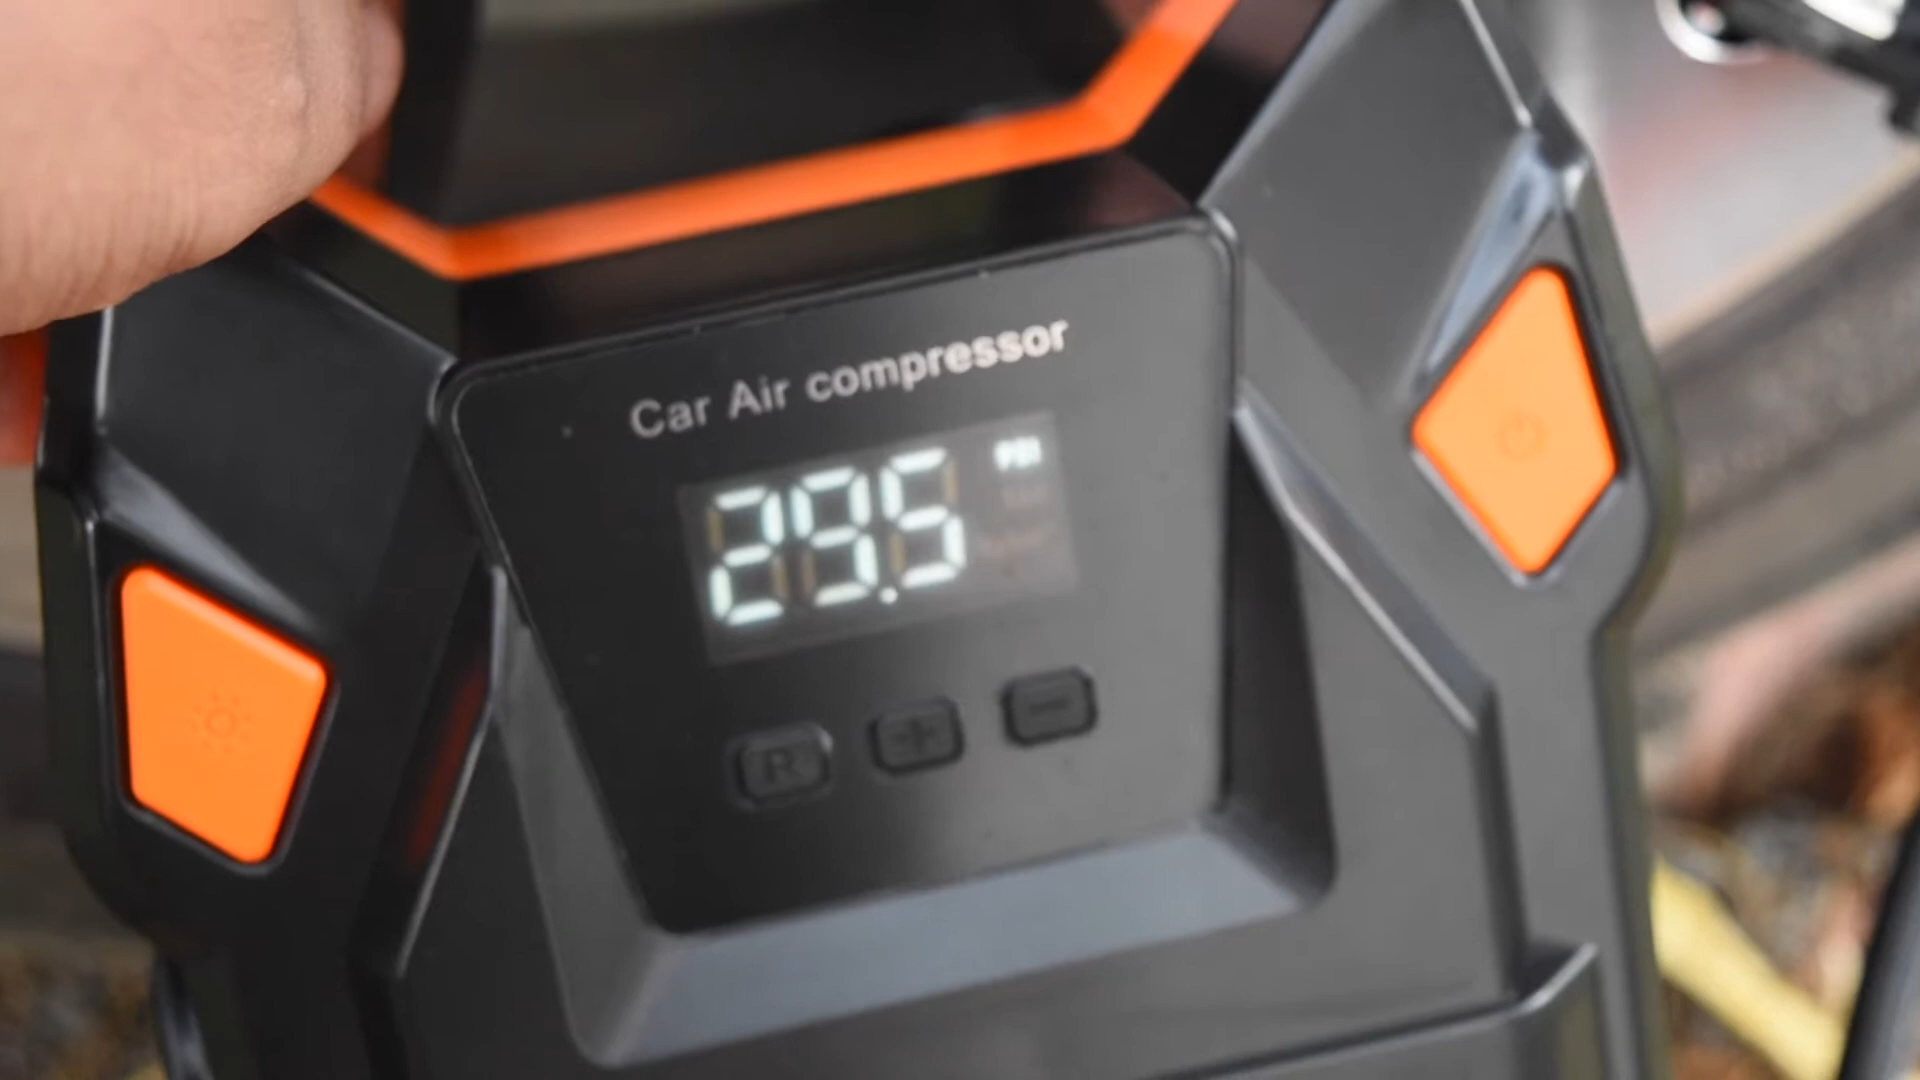 Car Air compressor
29.5 PSI
R + -